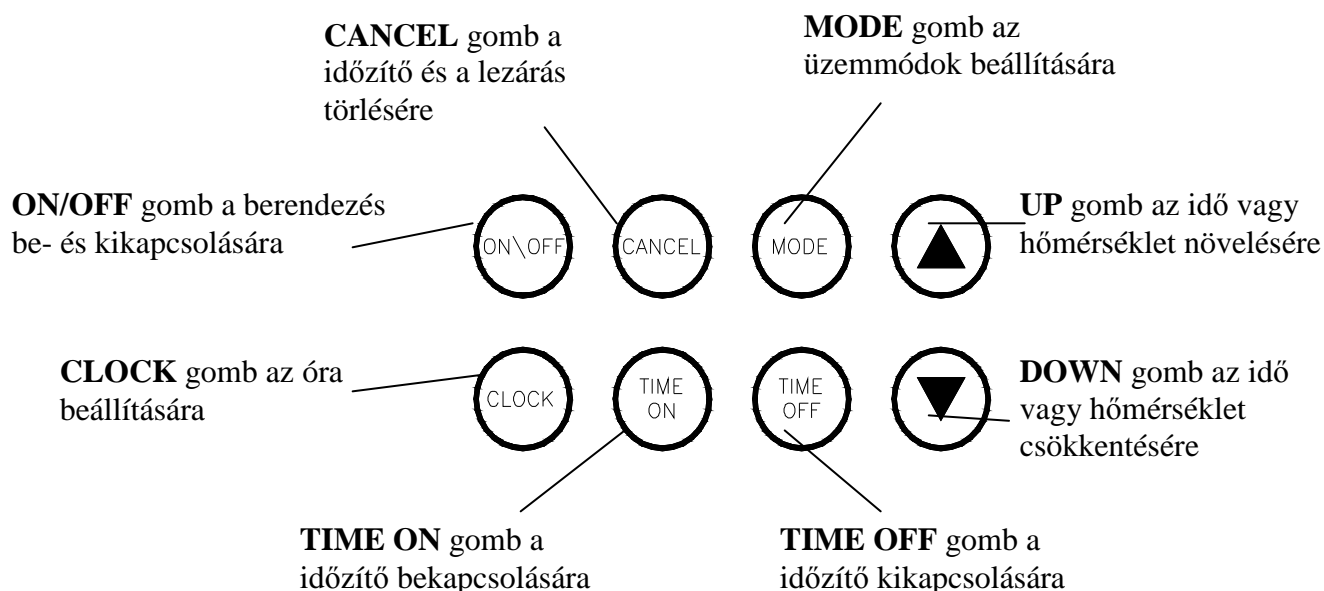 CANCEL gomb a
időzítő és a lezárás
törlésére
MODE gomb az
üzemmódok beállítására
ON/OFF gomb a berendezés
be- és kikapcsolására
ON\OFF
CANCEL
MODE
UP gomb az idő vagy
hőmérséklet növelésére
CLOCK gomb az óra
beállítására
CLOCK
TIME
ON
TIME
OFF
DOWN gomb az idő
vagy hőmérséklet
csökkentésére
TIME ON gomb a
időzítő bekapcsolására
TIME OFF gomb a
időzítő kikapcsolására